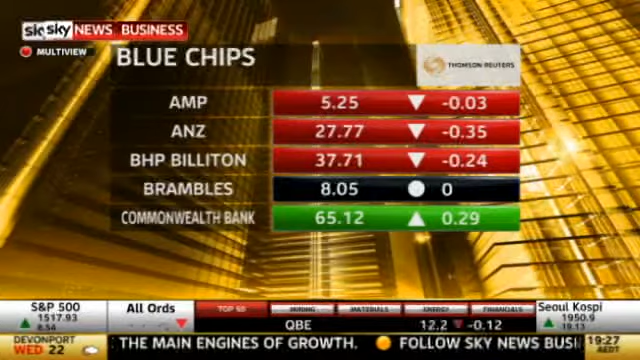 sky sky NEWS BUSINESS
MULTIVIEW
BLUE CHIPS
THOMSON REUTERS
AMP 5.25 ▼ -0.03
ANZ 27.77 ▼ -0.35
BHP BILLITON 37.71 ▼ -0.24
BRAMBLES 8.05 ● 0
COMMONWEALTH BANK 65.12 ▲ 0.29
S&P 500 All Ords TOP 50 MINING MATERIALS ENERGY FINANCIALS Seoul Kospi
▲ 1517.93 ▼ QBE 12.2 ▼ -0.12 ▲ 1950.9
8.54 19.13
DEVONPORT THE MAIN ENGINES OF GROWTH. FOLLOW SKY NEWS BUSI 19:27
WED 22 AEDT